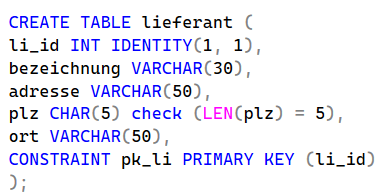 CREATE TABLE lieferant (
li_id INT IDENTITY(1, 1),
bezeichnung VARCHAR(30),
adresse VARCHAR(50),
plz CHAR(5) check (LEN(plz) = 5),
ort VARCHAR(50),
CONSTRAINT pk_li PRIMARY KEY (li_id)
);